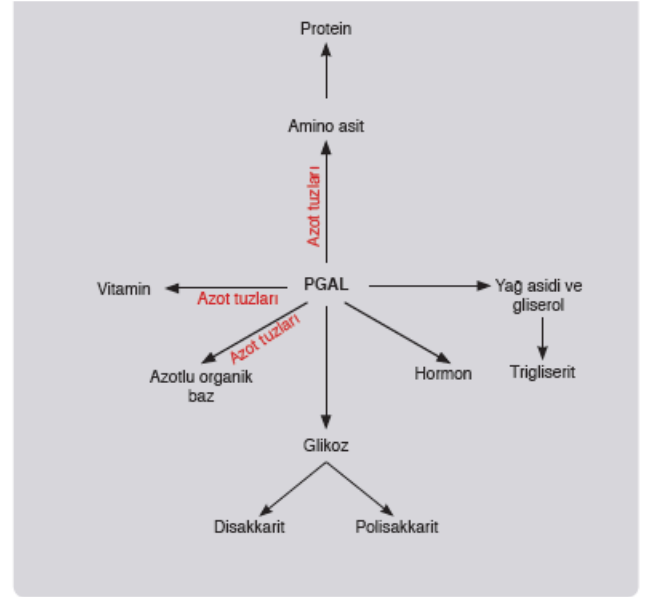 Protein
Amino asit
Azot tuzları
Vitamin
Azot tuzları
PGAL
Yağ asidi ve
gliserol
Azot tuzları
Azotlu organik
baz
Hormon
Trigliserit
Glikoz
Disakkarit
Polisakkarit